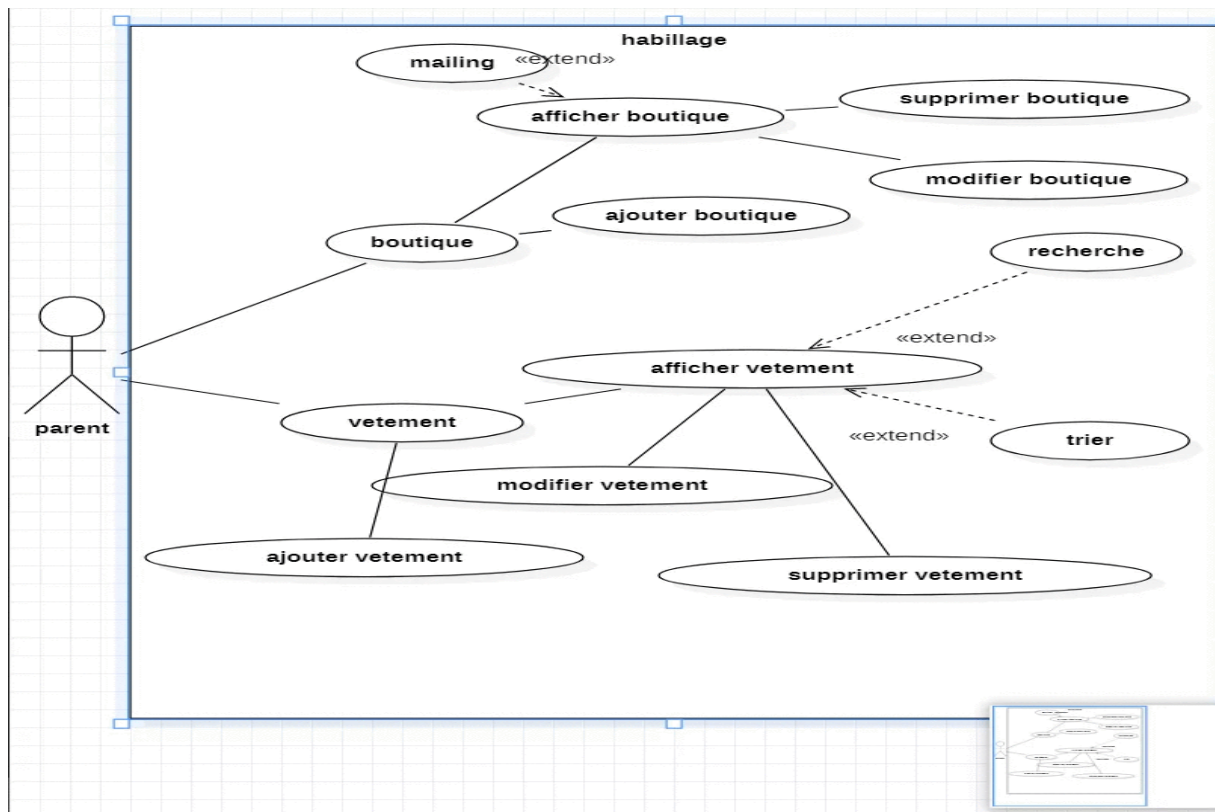 habillage
mailing
«extend»
afficher boutique
supprimer boutique
modifier boutique
ajouter boutique
boutique
recherche
«extend»
afficher vetement
vetement
parent
«extend»
trier
modifier vetement
ajouter vetement
supprimer vetement